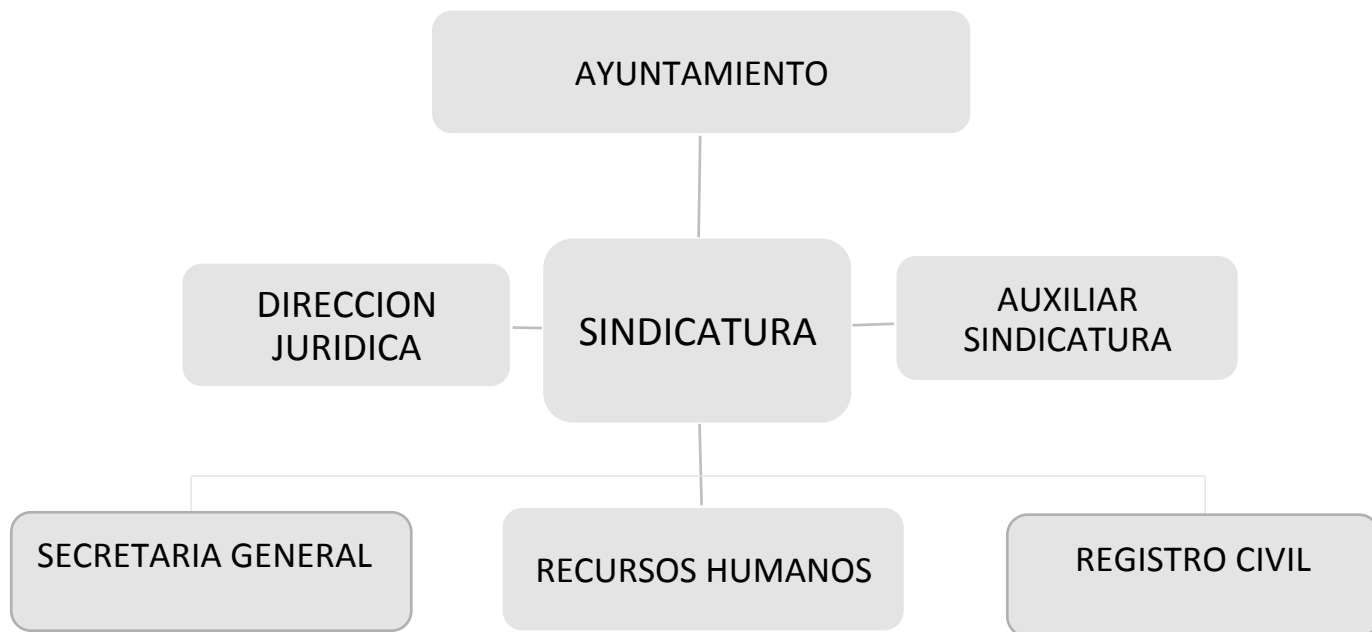 AYUNTAMIENTO
DIRECCION
JURIDICA
SINDICATURA
AUXILIAR
SINDICATURA
SECRETARIA GENERAL
RECURSOS HUMANOS
REGISTRO CIVIL